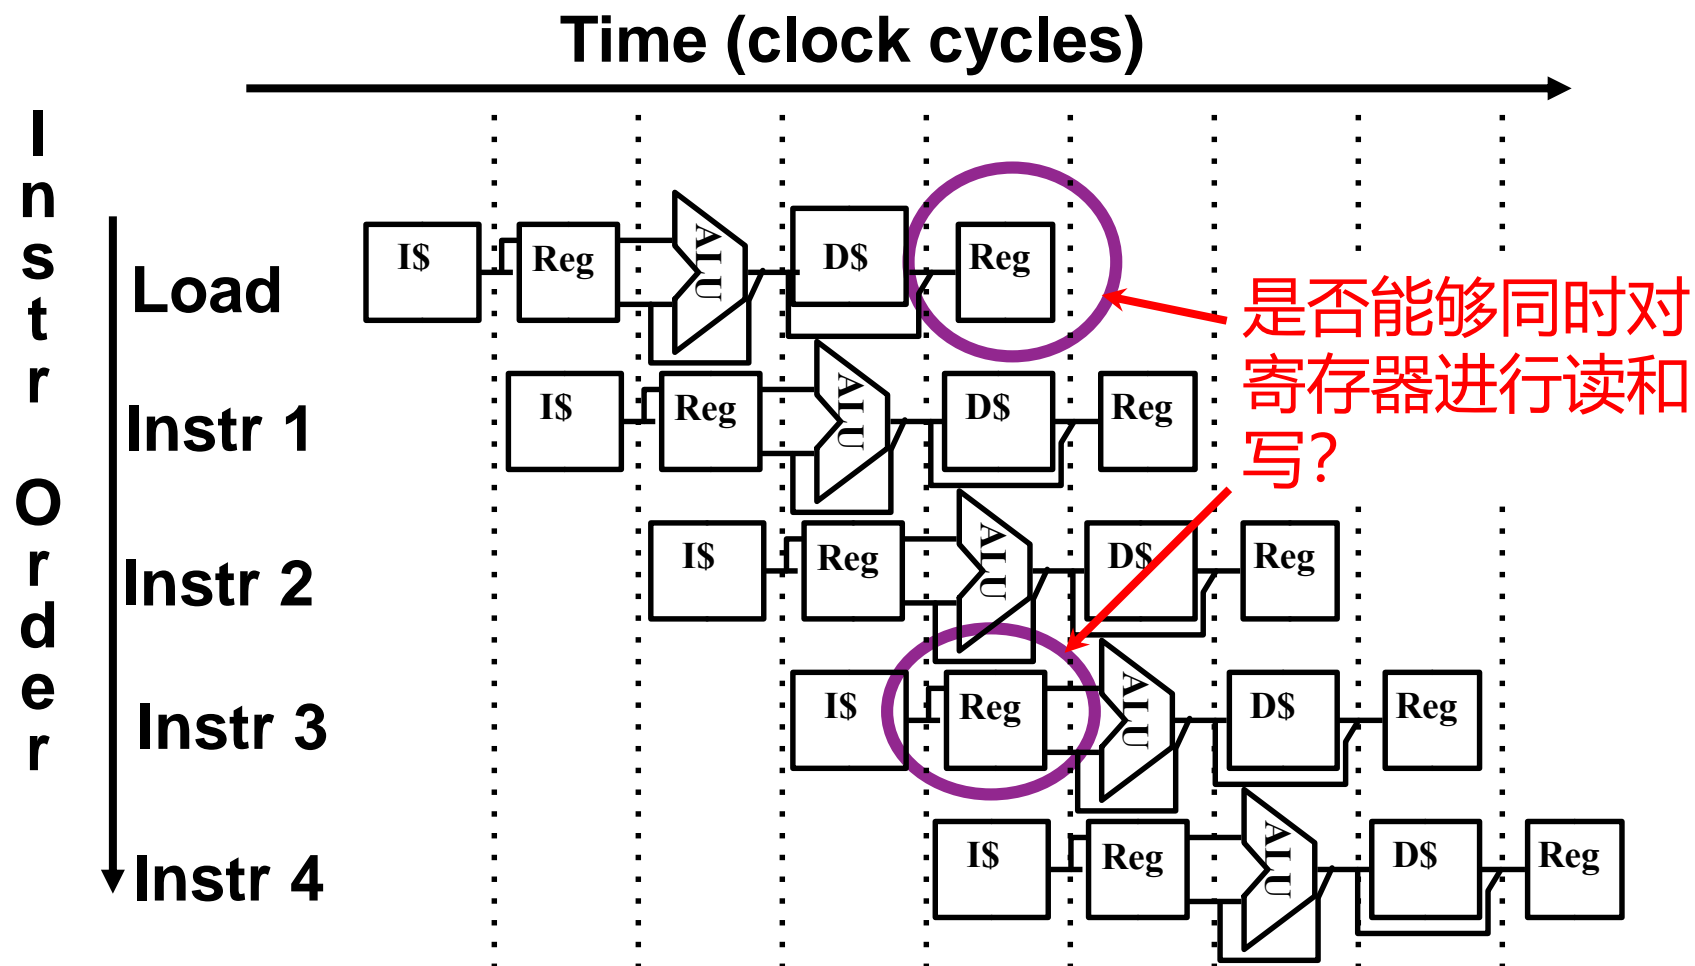 Time (clock cycles)
Instr Order
Load
I$ Reg ALU D$ Reg
是否能够同时对
寄存器进行读和
写?
Instr 1
I$ Reg ALU D$ Reg
Instr 2
I$ Reg ALU D$ Reg
Instr 3
I$ Reg ALU D$ Reg
Instr 4
I$ Reg ALU D$ Reg